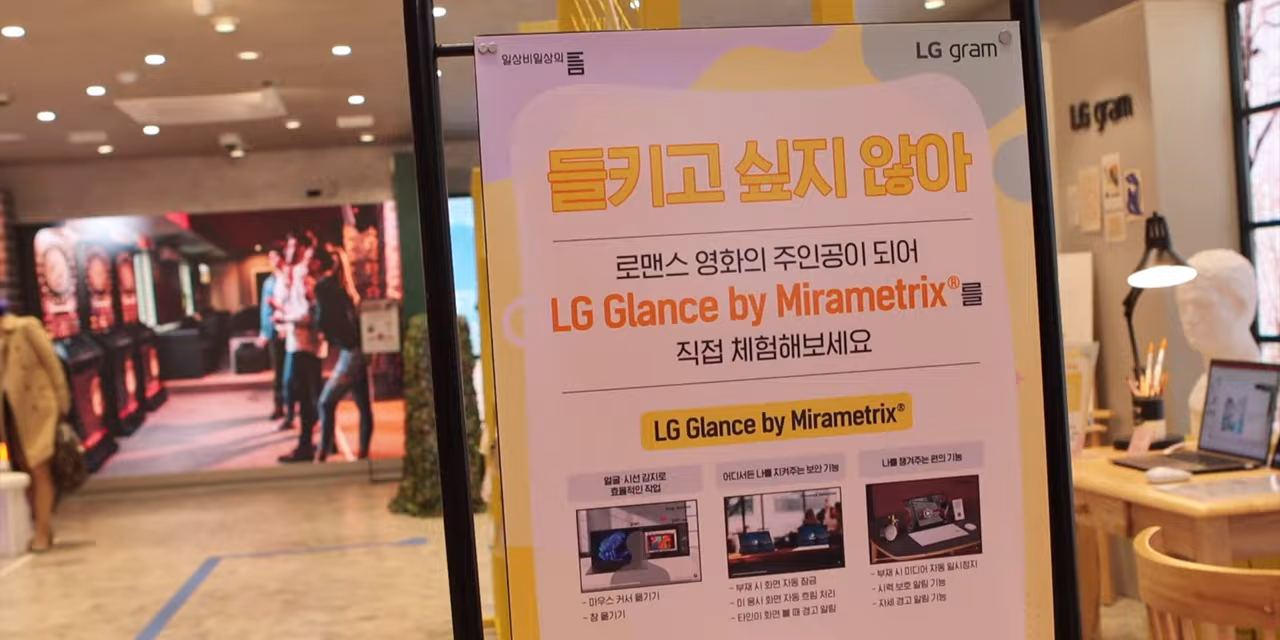 일상비일상의
틈
LG gram
LG gram
들키고 싶지 않아
로맨스 영화의 주인공이 되어
LG Glance by Mirametrix®를
직접 체험해보세요
LG Glance by Mirametrix®
얼굴·시선 감지로
효율적인 작업
- 마우스 커서 옮기기
- 창 옮기기
어디서든 나를 지켜주는 보안 기능
- 부재 시 화면 자동 잠금
- 미 응시 화면 자동 흐림 처리
- 타인이 화면 볼 때 경고 알림
나를 챙겨주는 편의 기능
- 부재 시 미디어 자동 일시정지
- 시력 보호 알림 기능
- 자세 경고 알림 기능